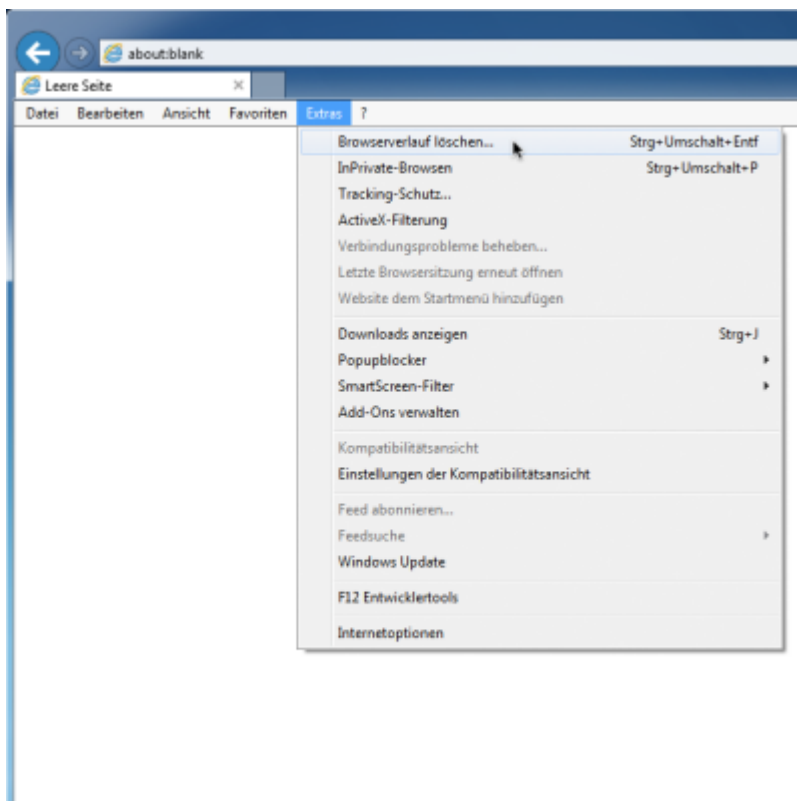 about:blank
Leere Seite
Datei Bearbeiten Ansicht Favoriten Extras ?
Browserverlauf löschen... Strg+Umschalt+Entf
InPrivate-Browsen Strg+Umschalt+P
Tracking-Schutz...
ActiveX-Filterung
Verbindungsprobleme beheben...
Letzte Browsersitzung erneut öffnen
Website dem Startmenü hinzufügen
Downloads anzeigen Strg+J
Popupblocker
SmartScreen-Filter
Add-Ons verwalten
Kompatibilitätsansicht
Einstellungen der Kompatibilitätsansicht
Feed abonnieren...
Feedsuche
Windows Update
F12 Entwicklertools
Internetoptionen